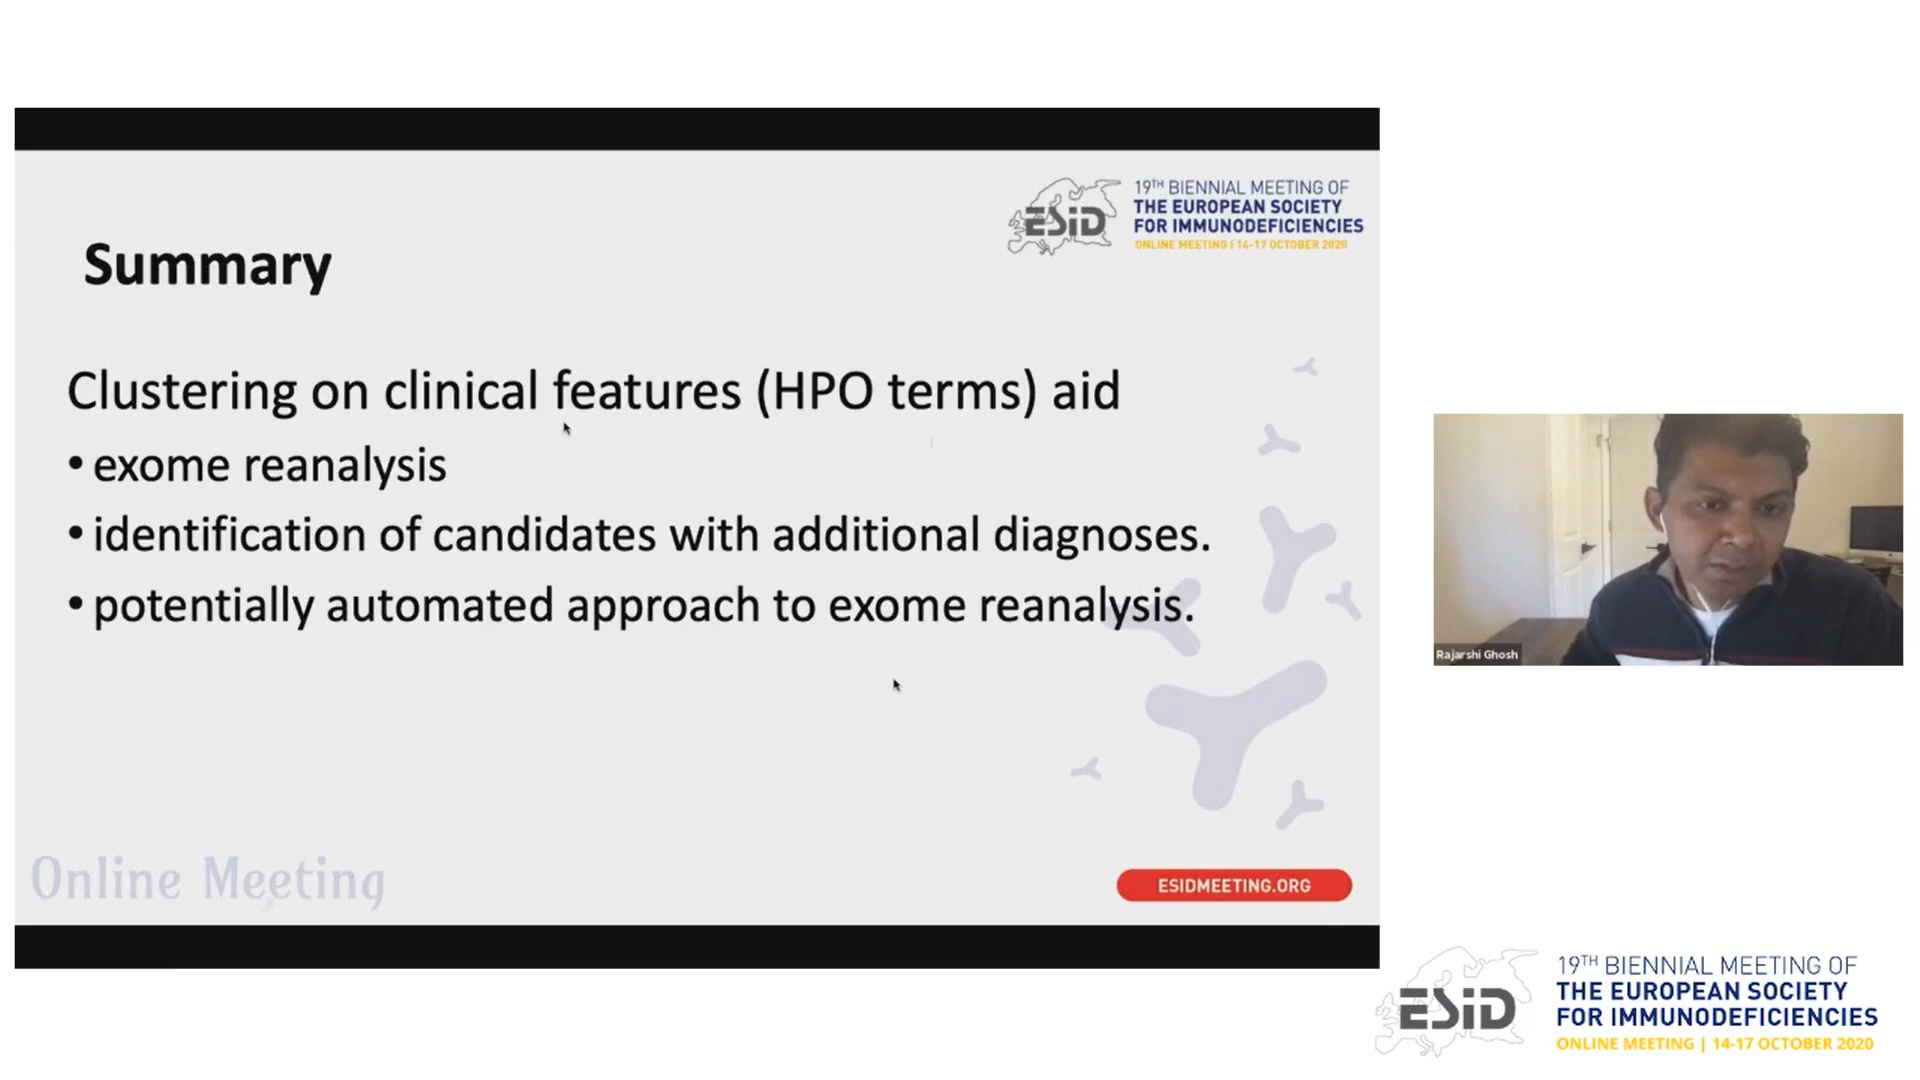 ESiD
19TH BIENNIAL MEETING OF
THE EUROPEAN SOCIETY
FOR IMMUNODEFICIENCIES
ONLINE MEETING | 14-17 OCTOBER 2020
Summary
Clustering on clinical features (HPO terms) aid
• exome reanalysis
• identification of candidates with additional diagnoses.
• potentially automated approach to exome reanalysis.
Online Meeting
ESIDMEETING.ORG
Rajarshi Ghosh
ESiD
19TH BIENNIAL MEETING OF
THE EUROPEAN SOCIETY
FOR IMMUNODEFICIENCIES
ONLINE MEETING | 14-17 OCTOBER 2020